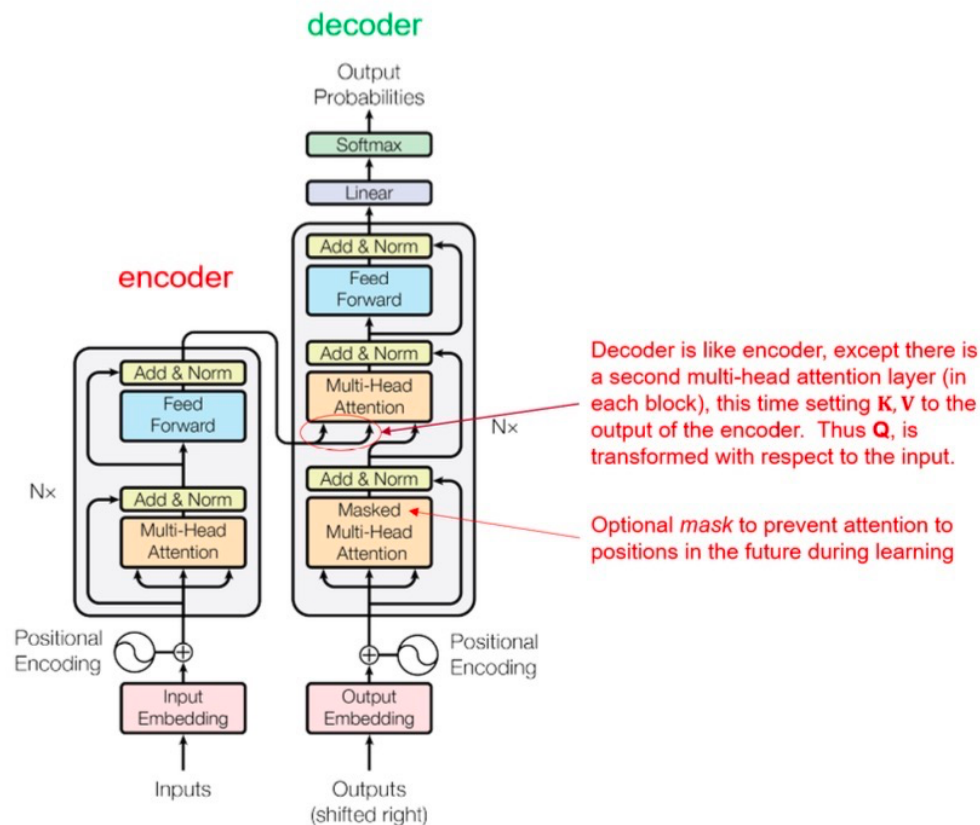 decoder
Output
Probabilities
Softmax
Linear
Add & Norm
Feed
Forward
Add & Norm
Multi-Head
Attention
Nx
Add & Norm
Masked
Multi-Head
Attention
Positional
Encoding
Output
Embedding
Outputs
(shifted right)
encoder
Add & Norm
Feed
Forward
Nx
Add & Norm
Multi-Head
Attention
Positional
Encoding
Input
Embedding
Inputs
Decoder is like encoder, except there is
a second multi-head attention layer (in
each block), this time setting K, V to the
output of the encoder. Thus Q, is
transformed with respect to the input.
Optional mask to prevent attention to
positions in the future during learning